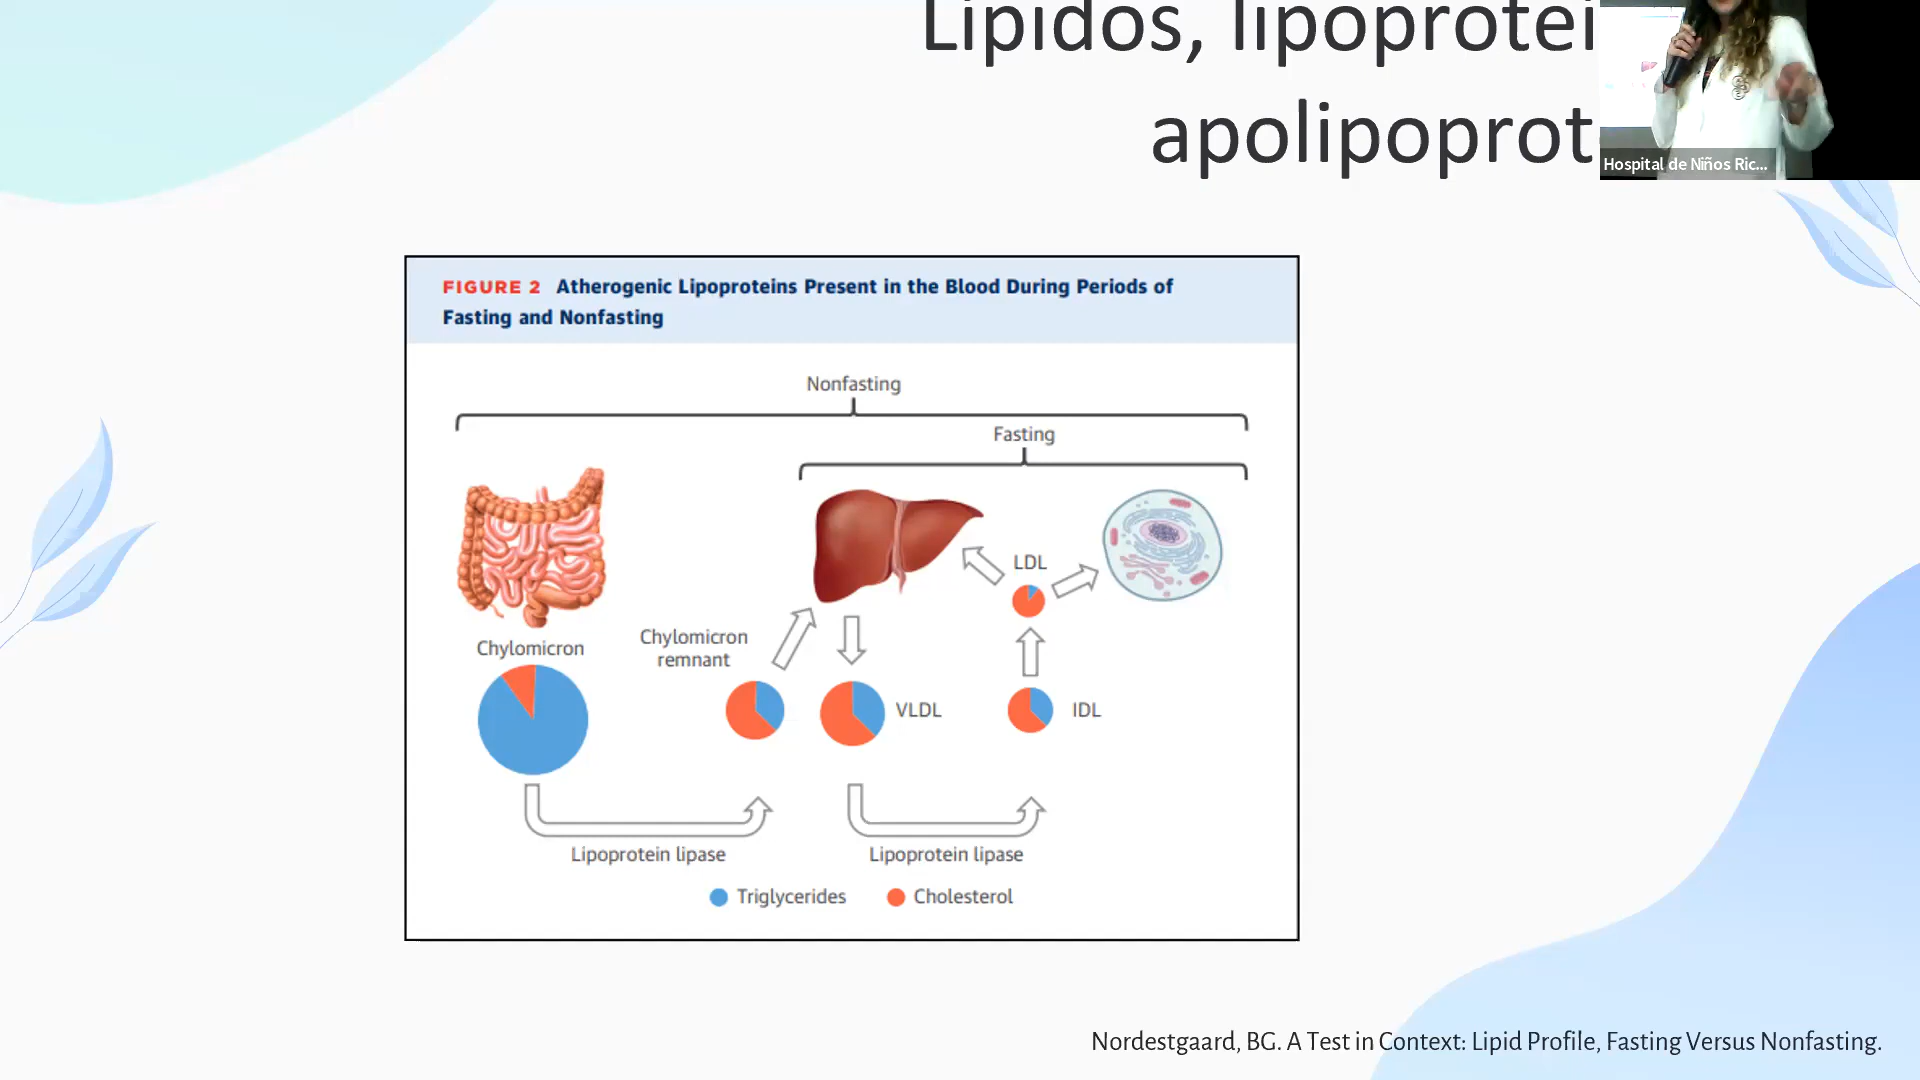 Lípidos, lipoprotei
apolipoprot
Hospital de Niños Ric...
FIGURE 2 Atherogenic Lipoproteins Present in the Blood During Periods of
Fasting and Nonfasting
Nonfasting
Fasting
LDL
Chylomicron
remnant
Chylomicron
VLDL
IDL
Lipoprotein lipase
Lipoprotein lipase
Triglycerides
Cholesterol
Nordestgaard, BG. A Test in Context: Lipid Profile, Fasting Versus Nonfasting.